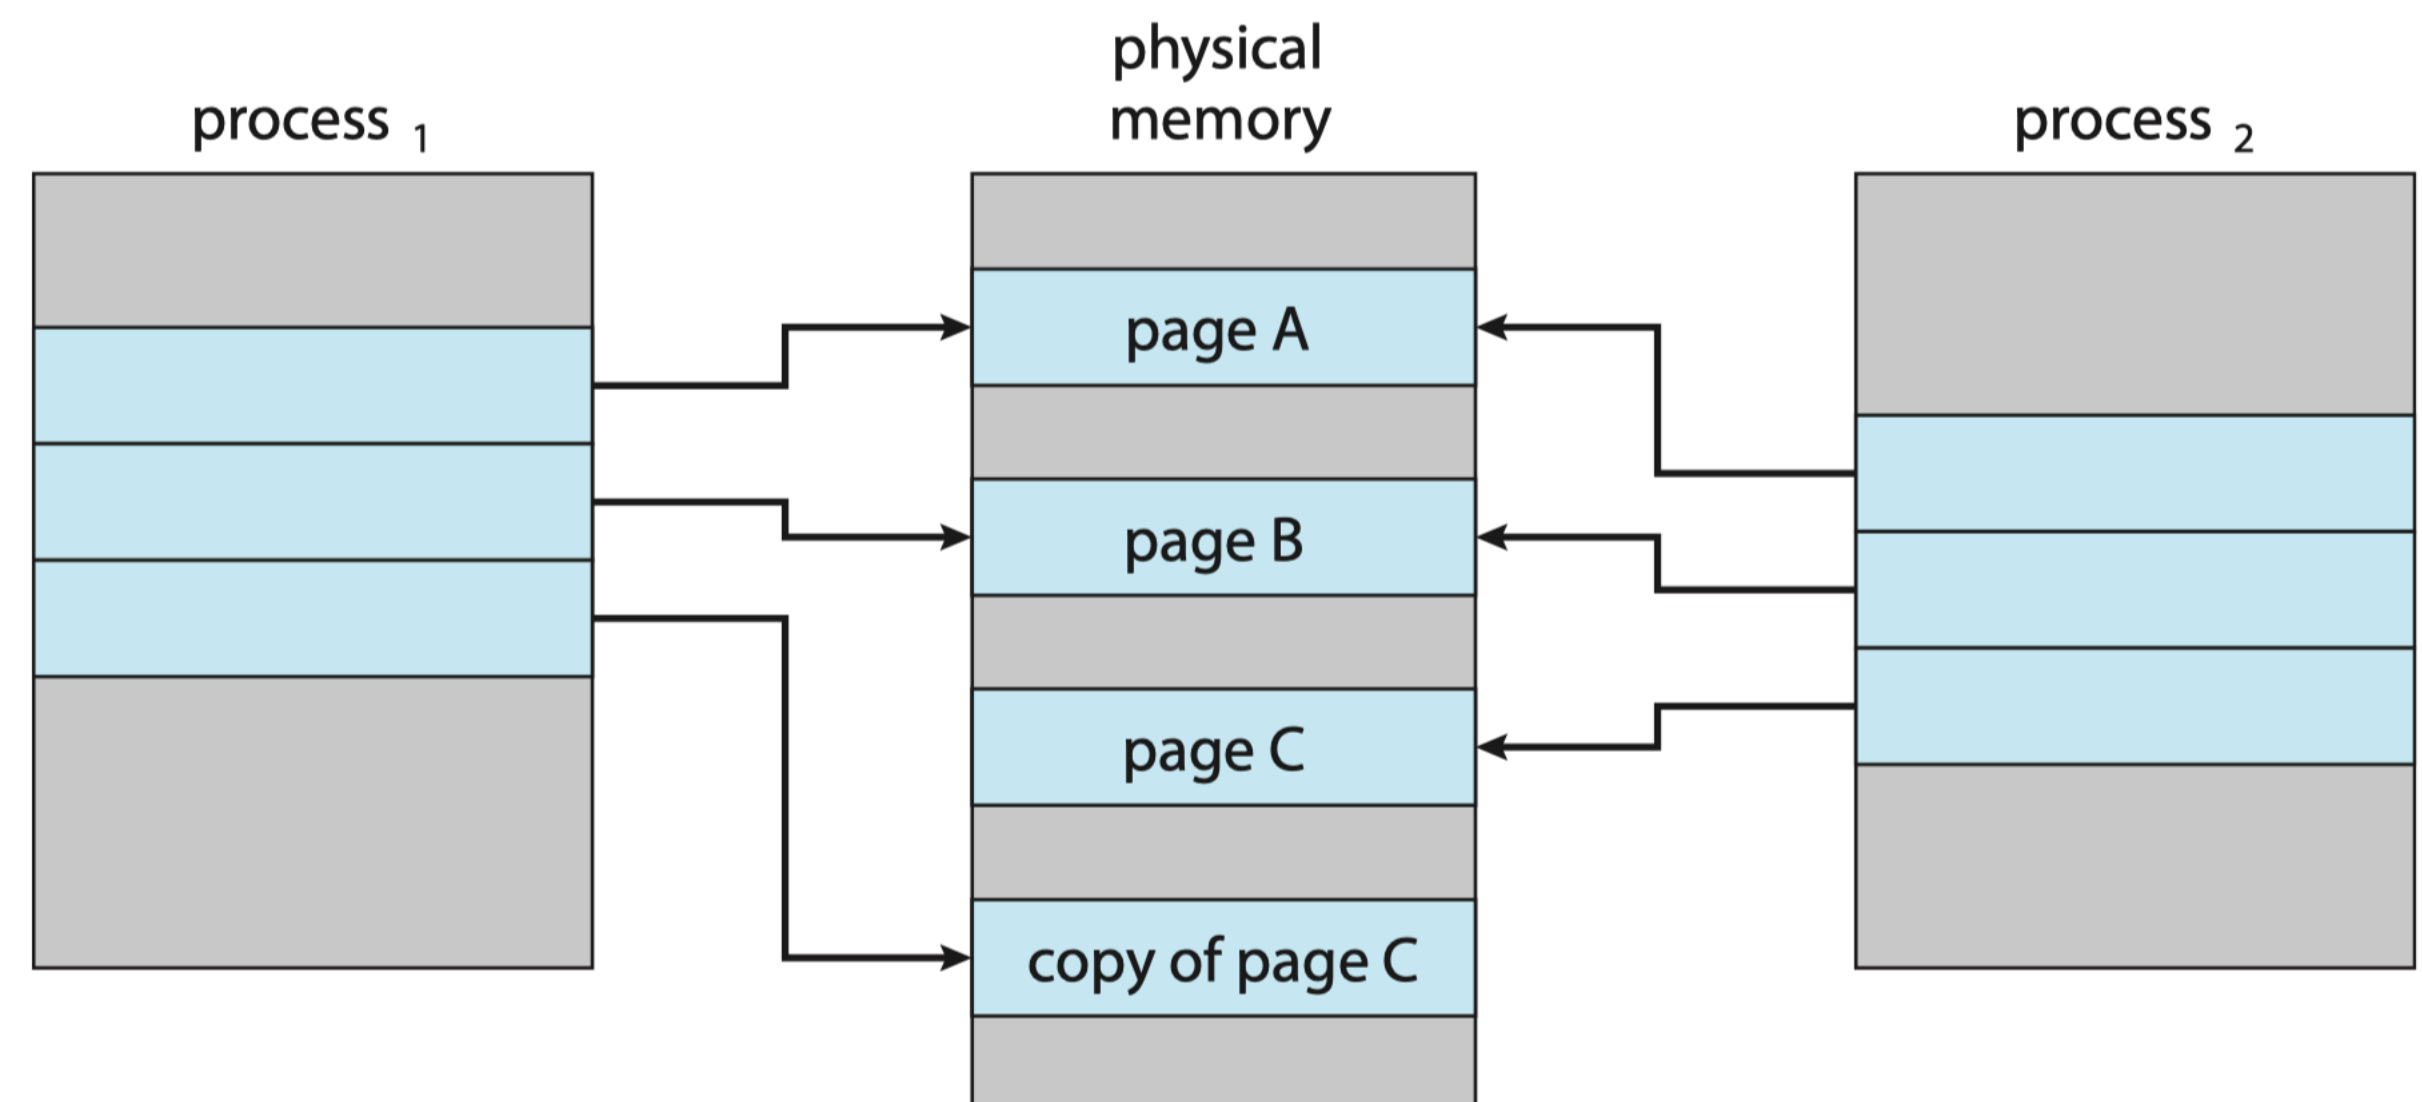 process 1
physical
memory
process 2
page A
page B
page C
copy of page C